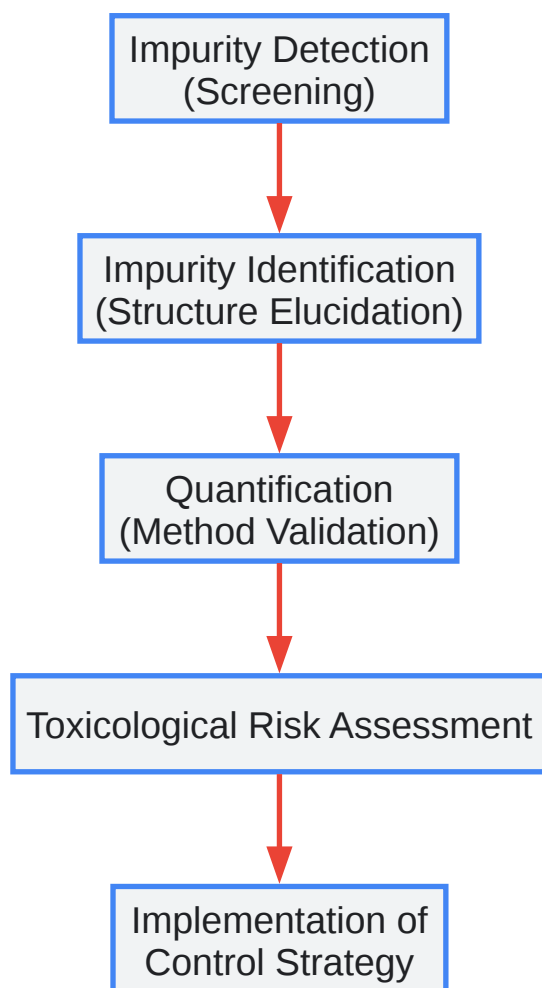 Impurity Detection
(Screening)
Impurity Identification
(Structure Elucidation)
Quantification
(Method Validation)
Toxicological Risk Assessment
Implementation of
Control Strategy